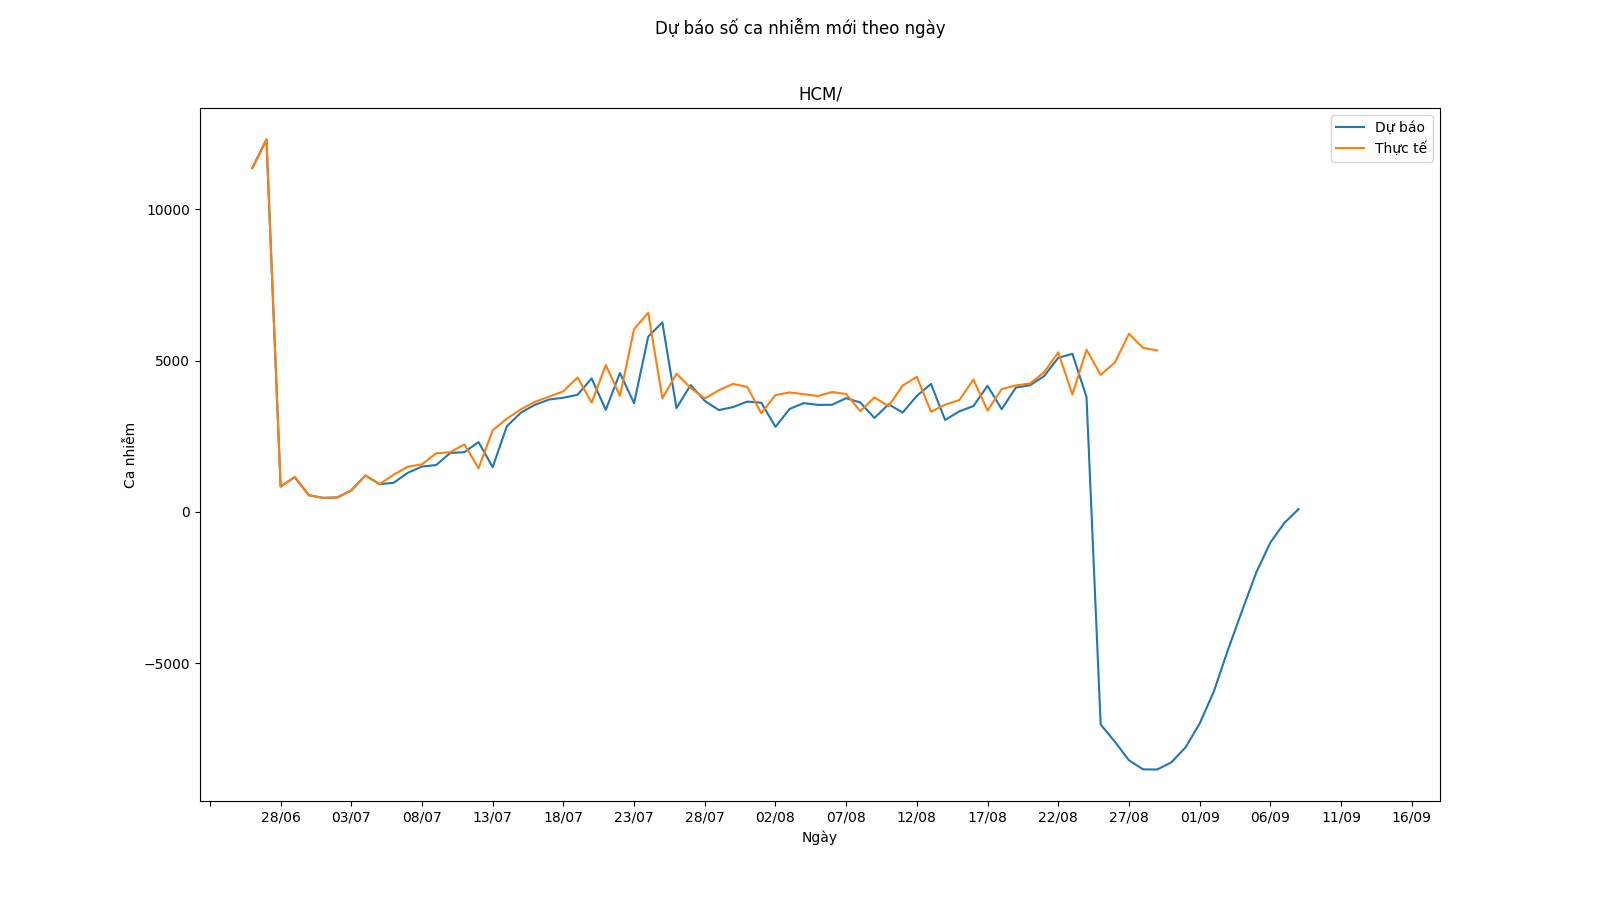 Dự báo số ca nhiễm mới theo ngày
HCM/
Dự báo
Thực tế
10000
5000
0
−5000
Ca nhiễm
28/06 03/07 08/07 13/07 18/07 23/07 28/07 02/08 07/08 12/08 17/08 22/08 27/08 01/09 06/09 11/09 16/09
Ngày